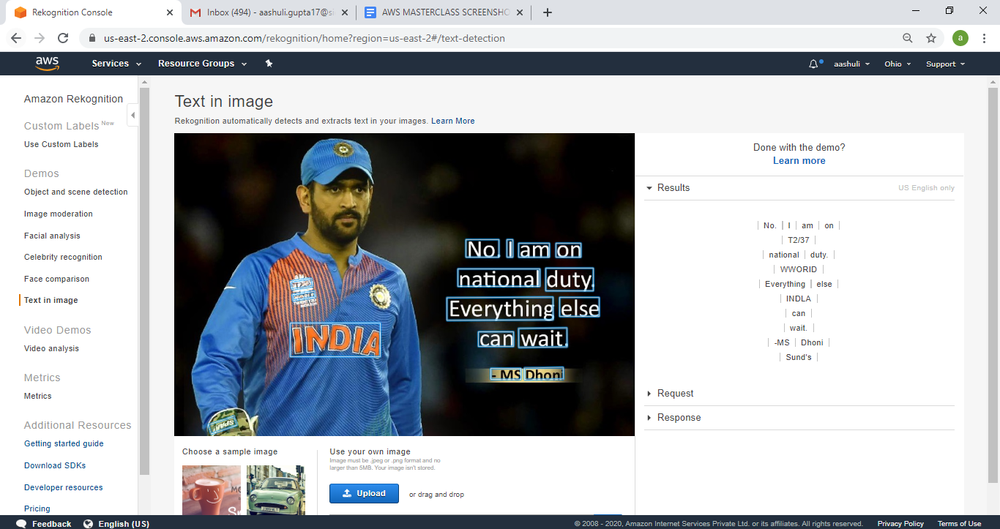 Rekognition Console
Inbox (494) - aashuli.gupta17@si
AWS MASTERCLASS SCREENSHO
us-east-2.console.aws.amazon.com/rekognition/home?region=us-east-2#/text-detection
a
aws
Services
Resource Groups
aashuli
Ohio
Support
Amazon Rekognition
Custom Labels New
Use Custom Labels
Demos
Object and scene detection
Image moderation
Facial analysis
Celebrity recognition
Face comparison
Text in image
Video Demos
Video analysis
Metrics
Metrics
Additional Resources
Getting started guide
Download SDKs
Developer resources
Pricing
Text in image
Rekognition automatically detects and extracts text in your images. Learn More
No. I am on
national duty.
Everything else
can wait.
- MS Dhoni
WORLD
TWENTY20
INDIA
Done with the demo?
Learn more
Results
US English only
No. I am on
T2/37
national duty.
WWORID
Everything else
INDLA
can
wait.
-MS Dhoni
Sund's
Request
Response
Choose a sample image
Use your own image
Image must be .jpeg or .png format and no
larger than 5MB. Your image isn't stored.
Upload
or drag and drop
Feedback
English (US)
© 2008 - 2020, Amazon Internet Services Private Ltd. or its affiliates. All rights reserved.
Privacy Policy
Terms of Use